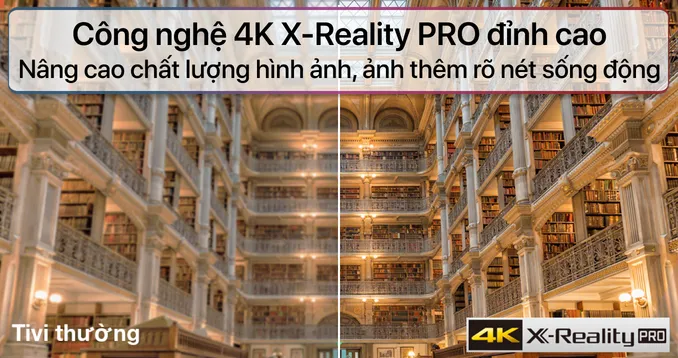 Công nghệ 4K X-Reality PRO đỉnh cao
Nâng cao chất lượng hình ảnh, ảnh thêm rõ nét sống động
Tivi thường
4K X-Reality PRO